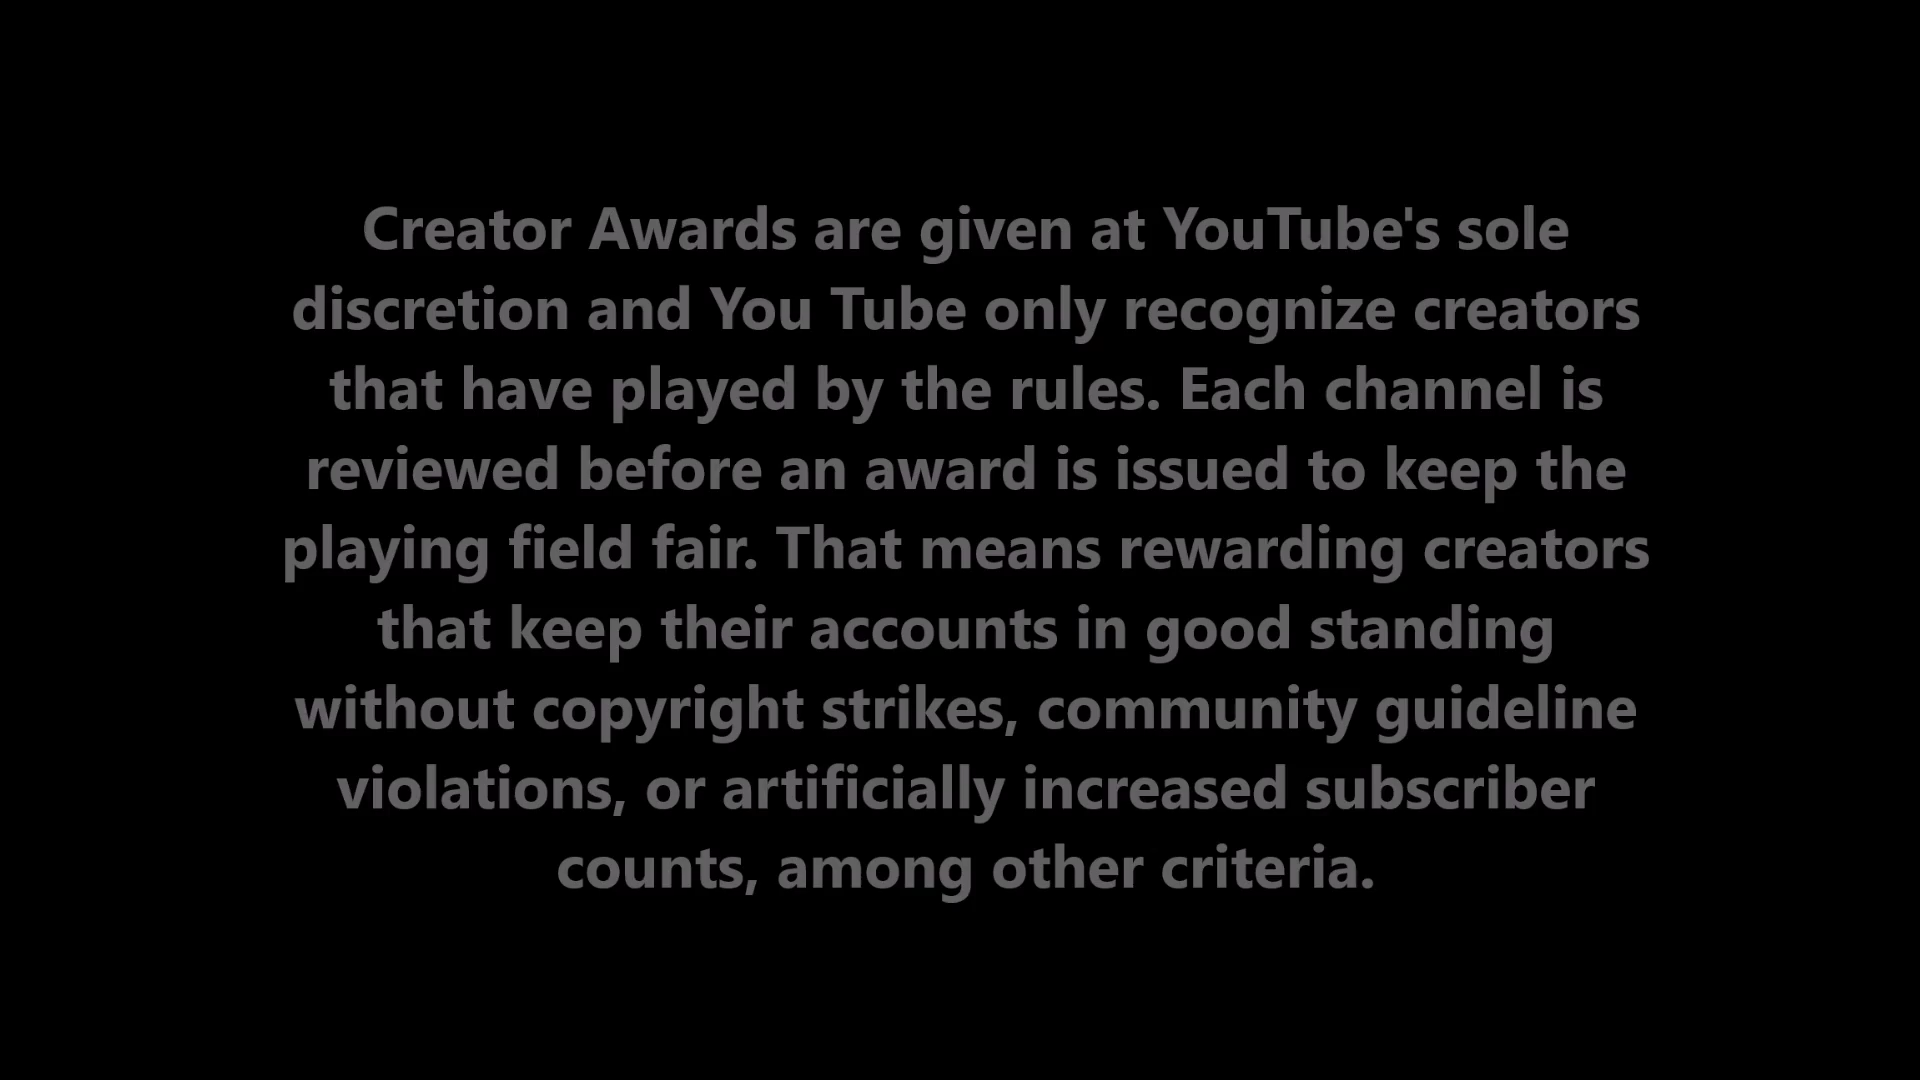 Creator Awards are given at YouTube's sole
discretion and You Tube only recognize creators
that have played by the rules. Each channel is
reviewed before an award is issued to keep the
playing field fair. That means rewarding creators
that keep their accounts in good standing
without copyright strikes, community guideline
violations, or artificially increased subscriber
counts, among other criteria.